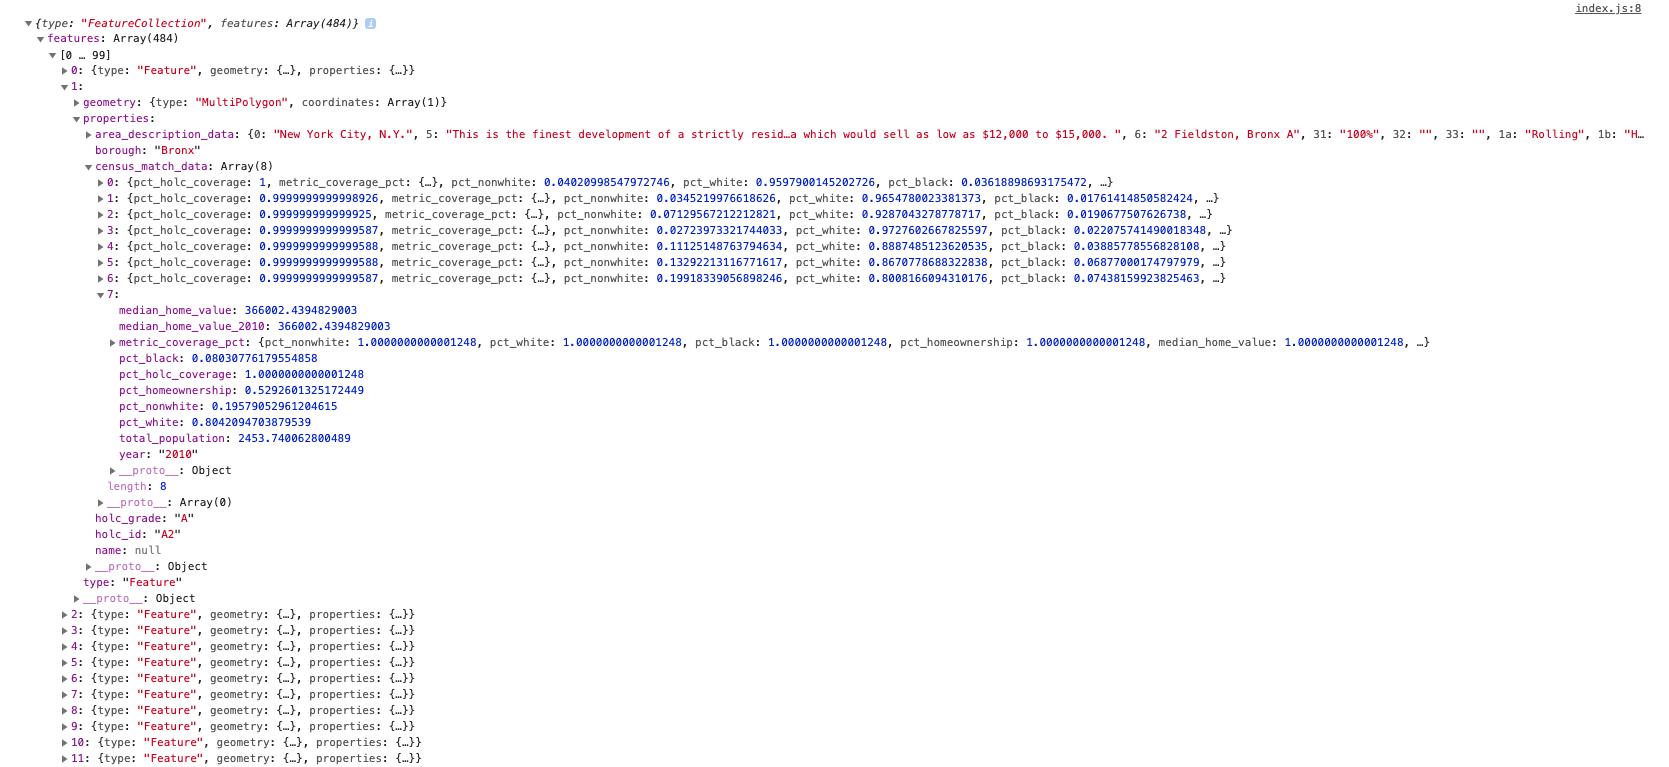 index.js:8
{type: "FeatureCollection", features: Array(484)} i
features: Array(484)
[0 … 99]
0: {type: "Feature", geometry: {…}, properties: {…}}
1:
geometry: {type: "MultiPolygon", coordinates: Array(1)}
properties:
area_description_data: {0: "New York City, N.Y.", 5: "This is the finest development of a strictly resid…a which would sell as low as $12,000 to $15,000. ", 6: "2 Fieldston, Bronx A", 31: "100%", 32: "", 33: "", 1a: "Rolling", 1b: "H…
borough: "Bronx"
census_match_data: Array(8)
0: {pct_holc_coverage: 1, metric_coverage_pct: {…}, pct_nonwhite: 0.04020998547972746, pct_white: 0.9597900145202726, pct_black: 0.03618898693175472, …}
1: {pct_holc_coverage: 0.9999999999998926, metric_coverage_pct: {…}, pct_nonwhite: 0.0345219976618626, pct_white: 0.9654780023381373, pct_black: 0.01761414850582424, …}
2: {pct_holc_coverage: 0.9999999999999925, metric_coverage_pct: {…}, pct_nonwhite: 0.07129567212212821, pct_white: 0.9287043278778717, pct_black: 0.0190677507626738, …}
3: {pct_holc_coverage: 0.9999999999999587, metric_coverage_pct: {…}, pct_nonwhite: 0.02723973321744033, pct_white: 0.9727602667825597, pct_black: 0.022075741490018348, …}
4: {pct_holc_coverage: 0.9999999999999588, metric_coverage_pct: {…}, pct_nonwhite: 0.11125148763794634, pct_white: 0.8887485123620535, pct_black: 0.03885778556828108, …}
5: {pct_holc_coverage: 0.9999999999999588, metric_coverage_pct: {…}, pct_nonwhite: 0.13292213116771617, pct_white: 0.8670778688322838, pct_black: 0.06877000174797979, …}
6: {pct_holc_coverage: 0.9999999999999587, metric_coverage_pct: {…}, pct_nonwhite: 0.19918339056898246, pct_white: 0.8008166094310176, pct_black: 0.07438159923825463, …}
7:
median_home_value: 366002.4394829003
median_home_value_2010: 366002.4394829003
metric_coverage_pct: {pct_nonwhite: 1.0000000000001248, pct_white: 1.0000000000001248, pct_black: 1.0000000000001248, pct_homeownership: 1.0000000000001248, median_home_value: 1.0000000000001248, …}
pct_black: 0.08030776179554858
pct_holc_coverage: 1.0000000000001248
pct_homeownership: 0.5292601325172449
pct_nonwhite: 0.19579052961204615
pct_white: 0.8042094703879539
total_population: 2453.740062800489
year: "2010"
__proto__: Object
length: 8
__proto__: Array(0)
holc_grade: "A"
holc_id: "A2"
name: null
__proto__: Object
type: "Feature"
__proto__: Object
2: {type: "Feature", geometry: {…}, properties: {…}}
3: {type: "Feature", geometry: {…}, properties: {…}}
4: {type: "Feature", geometry: {…}, properties: {…}}
5: {type: "Feature", geometry: {…}, properties: {…}}
6: {type: "Feature", geometry: {…}, properties: {…}}
7: {type: "Feature", geometry: {…}, properties: {…}}
8: {type: "Feature", geometry: {…}, properties: {…}}
9: {type: "Feature", geometry: {…}, properties: {…}}
10: {type: "Feature", geometry: {…}, properties: {…}}
11: {type: "Feature", geometry: {…}, properties: {…}}